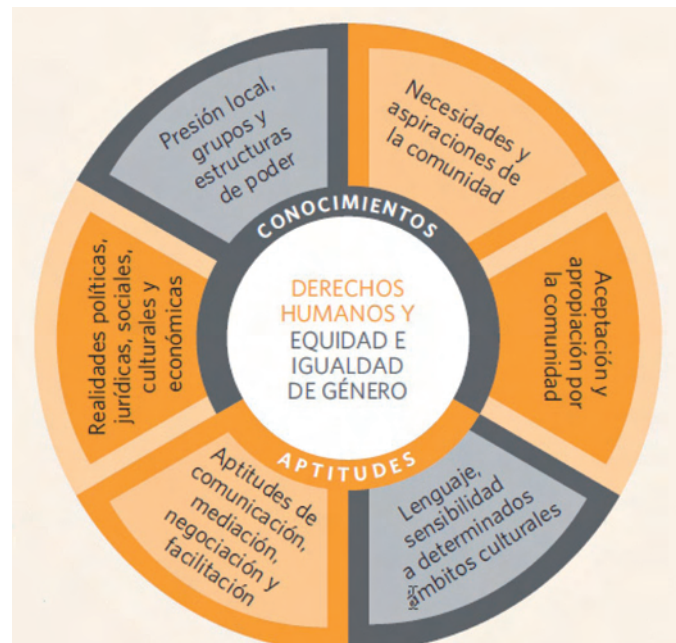 Presión local,
grupos y
estructuras
de poder
Necesidades y
aspiraciones de
la comunidad
CONOCIMIENTOS
Realidades políticas,
jurídicas, sociales,
culturales y
económicas
DERECHOS
HUMANOS Y
EQUIDAD E
IGUALDAD
DE GÉNERO
Aceptación y
apropiación por
la comunidad
APTITUDES
Aptitudes de
comunicación,
mediación,
negociación y
facilitación
Lenguaje,
sensibilidad
a determinados
ámbitos culturales